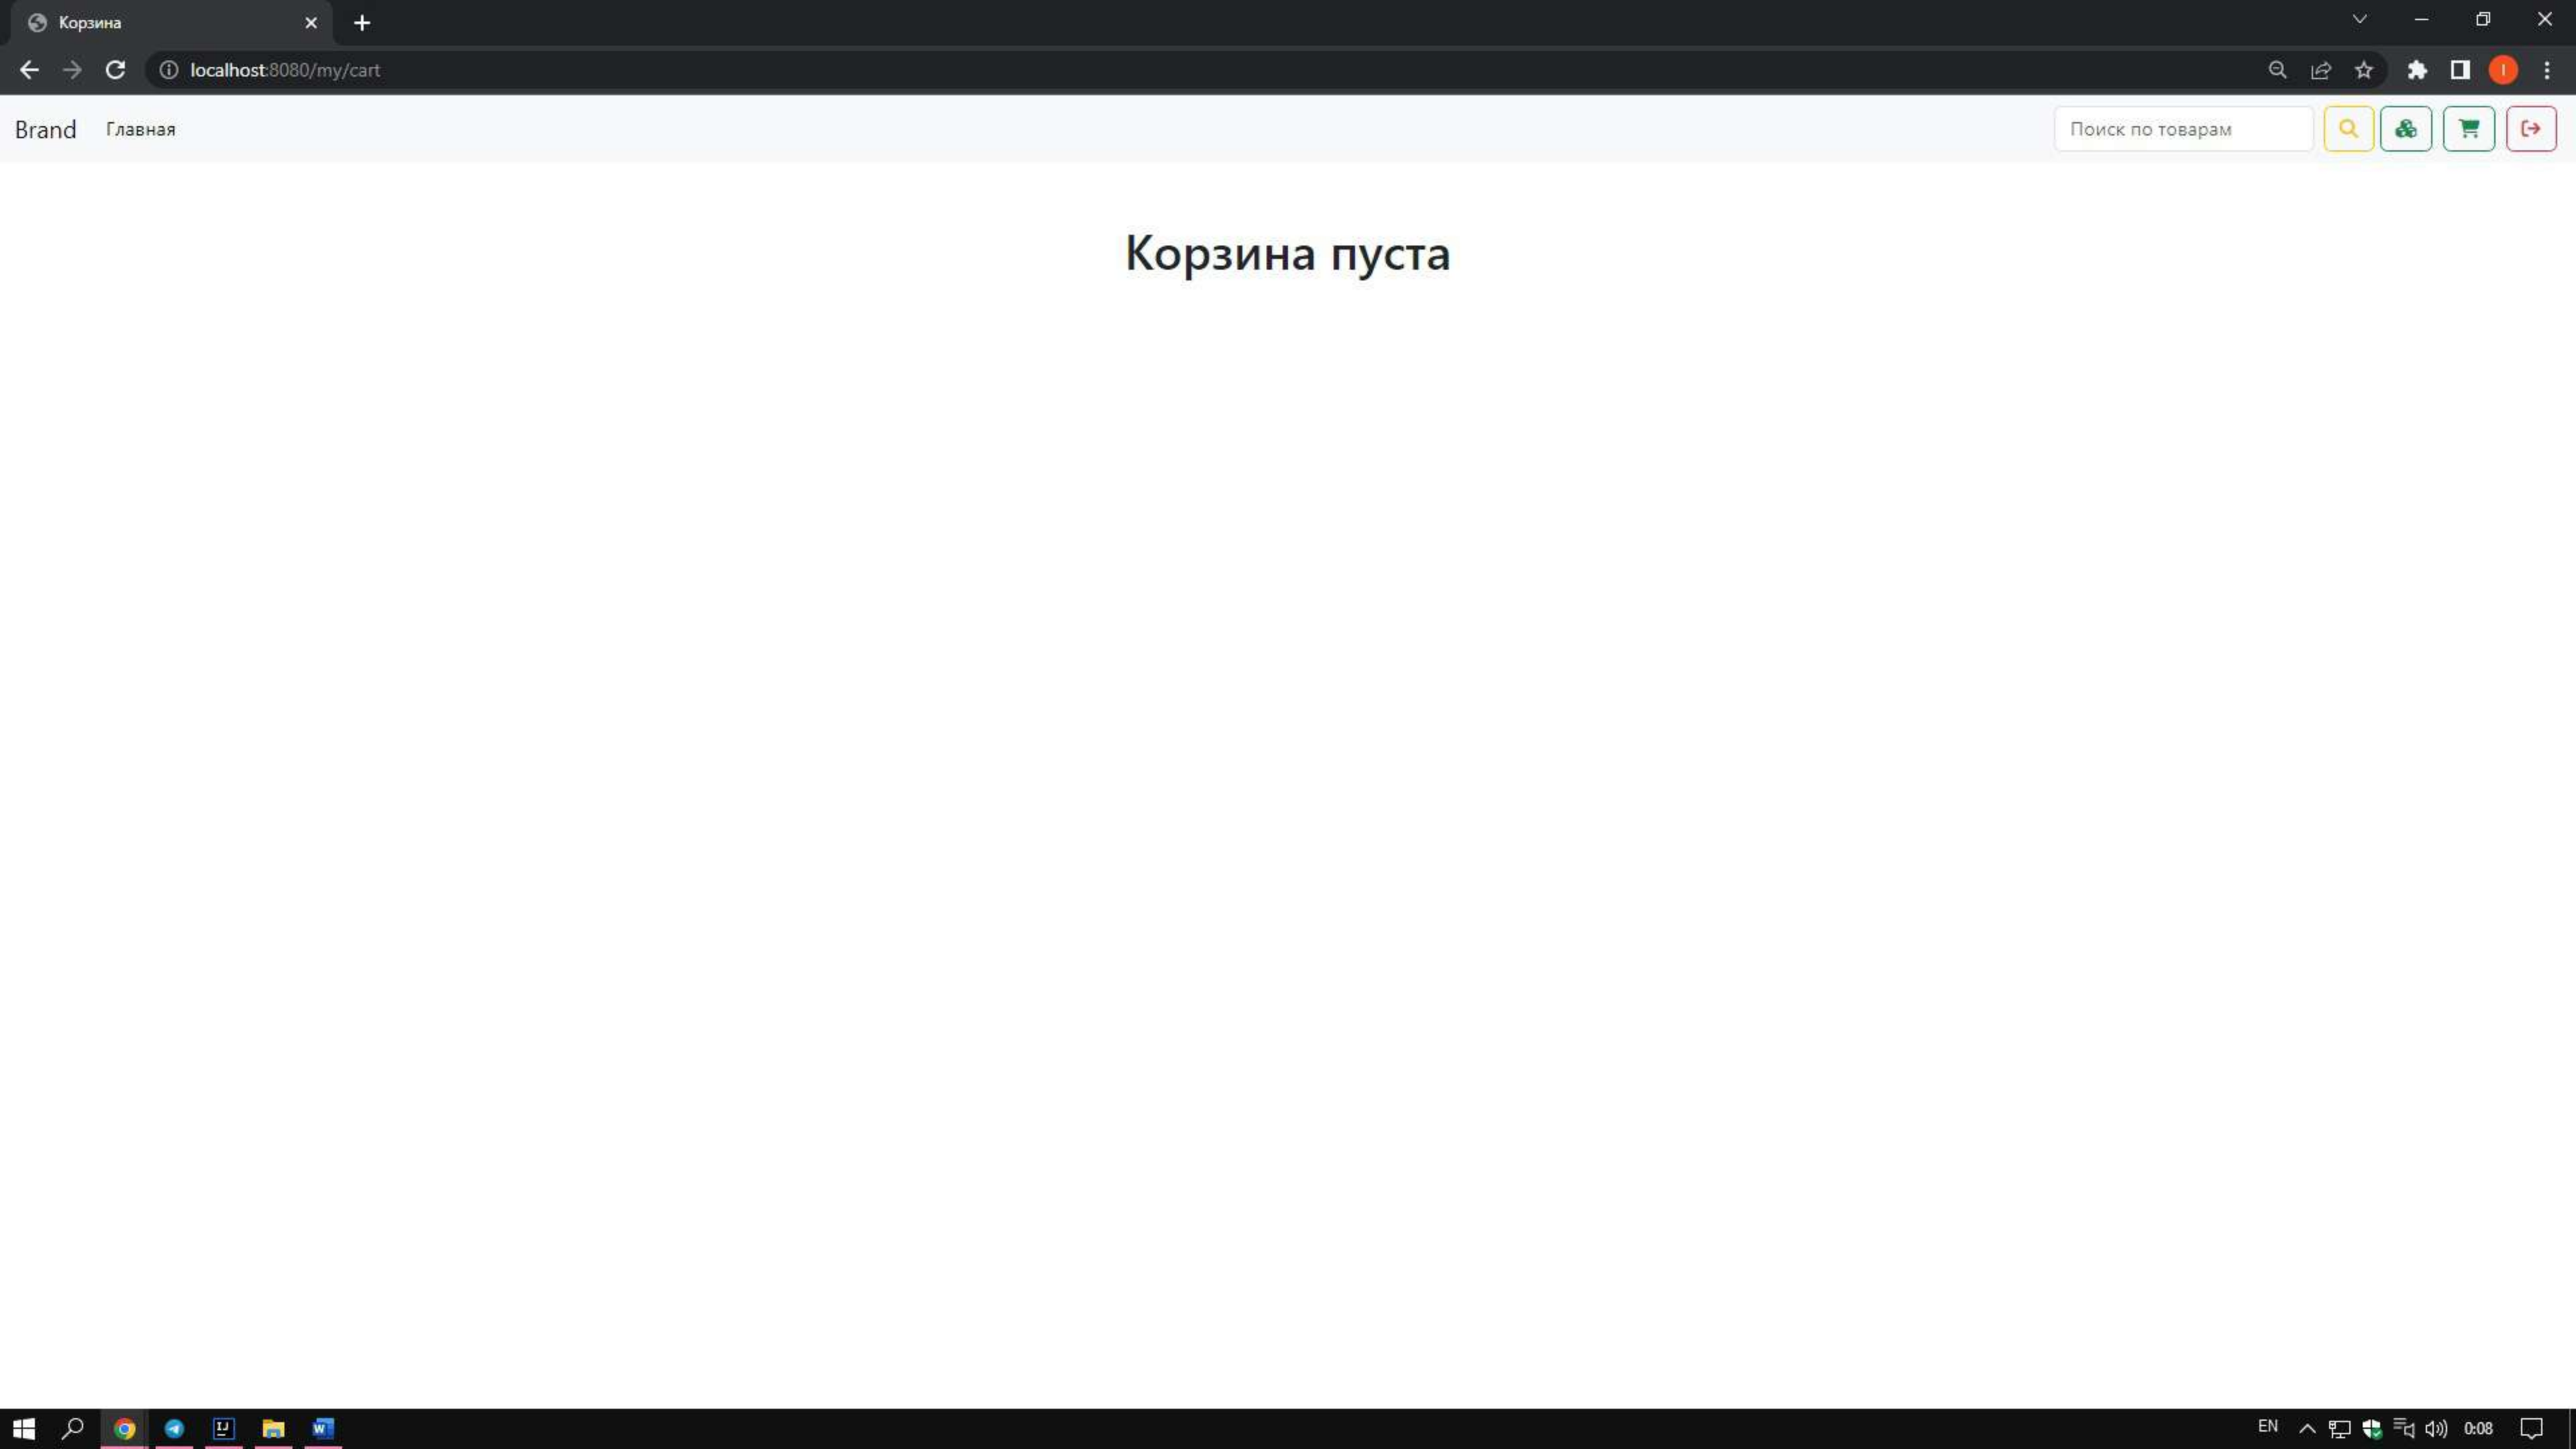 Корзина
localhost:8080/my/cart
Brand Главная Поиск по товарам
Корзина пуста
EN 0:08